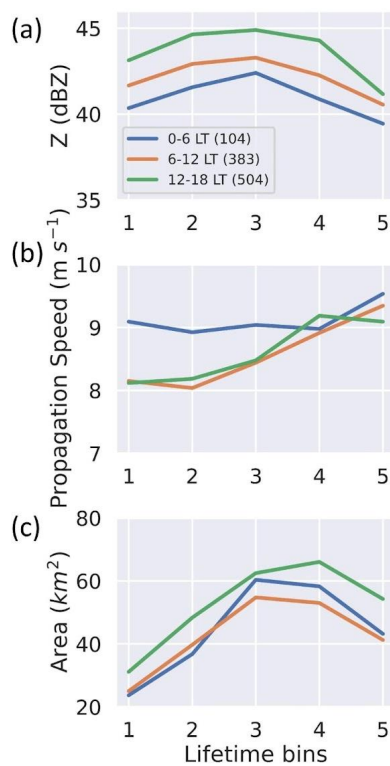 (a)
Z (dBZ)
45
40
35
0-6 LT (104)
6-12 LT (383)
12-18 LT (504)
1 2 3 4 5
(b)
Propagation Speed (m s⁻¹)
10
9
8
7
1 2 3 4 5
(c)
Area (km²)
80
60
40
20
1 2 3 4 5
Lifetime bins